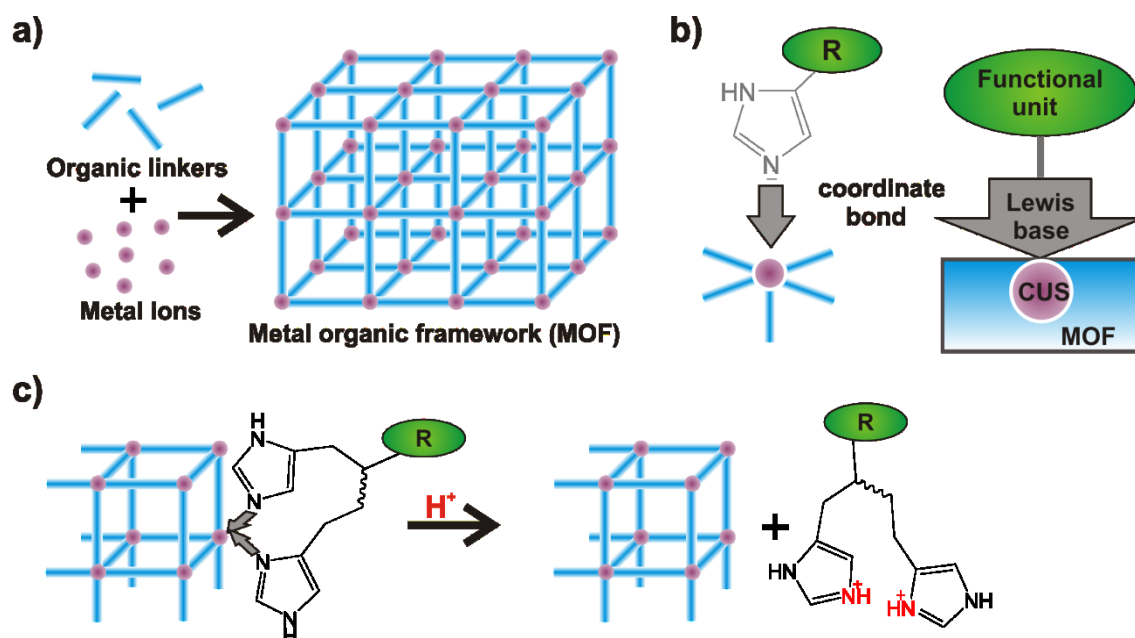 a)
Organic linkers
+
Metal Ions
Metal organic framework (MOF)
b)
R
HN
N
coordinate
bond
Functional
unit
Lewis
base
CUS
MOF
c)
H
N
R
N
N
N
H
H+
+
R
HN
NH+
HN+
NH